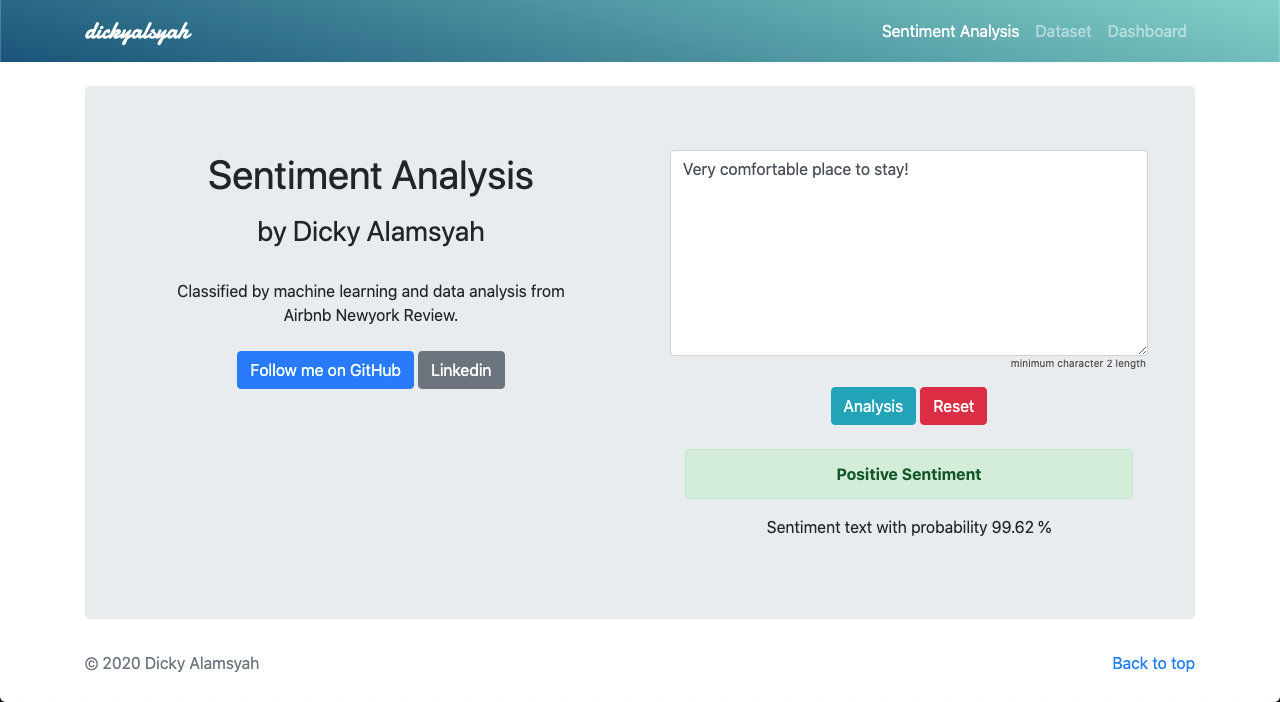 dickyalsyah
Sentiment Analysis Dataset Dashboard
Sentiment Analysis
by Dicky Alamsyah
Classified by machine learning and data analysis from
Airbnb Newyork Review.
Follow me on GitHub Linkedin
Very comfortable place to stay!
minimum character 2 length
Analysis Reset
Positive Sentiment
Sentiment text with probability 99.62 %
© 2020 Dicky Alamsyah
Back to top